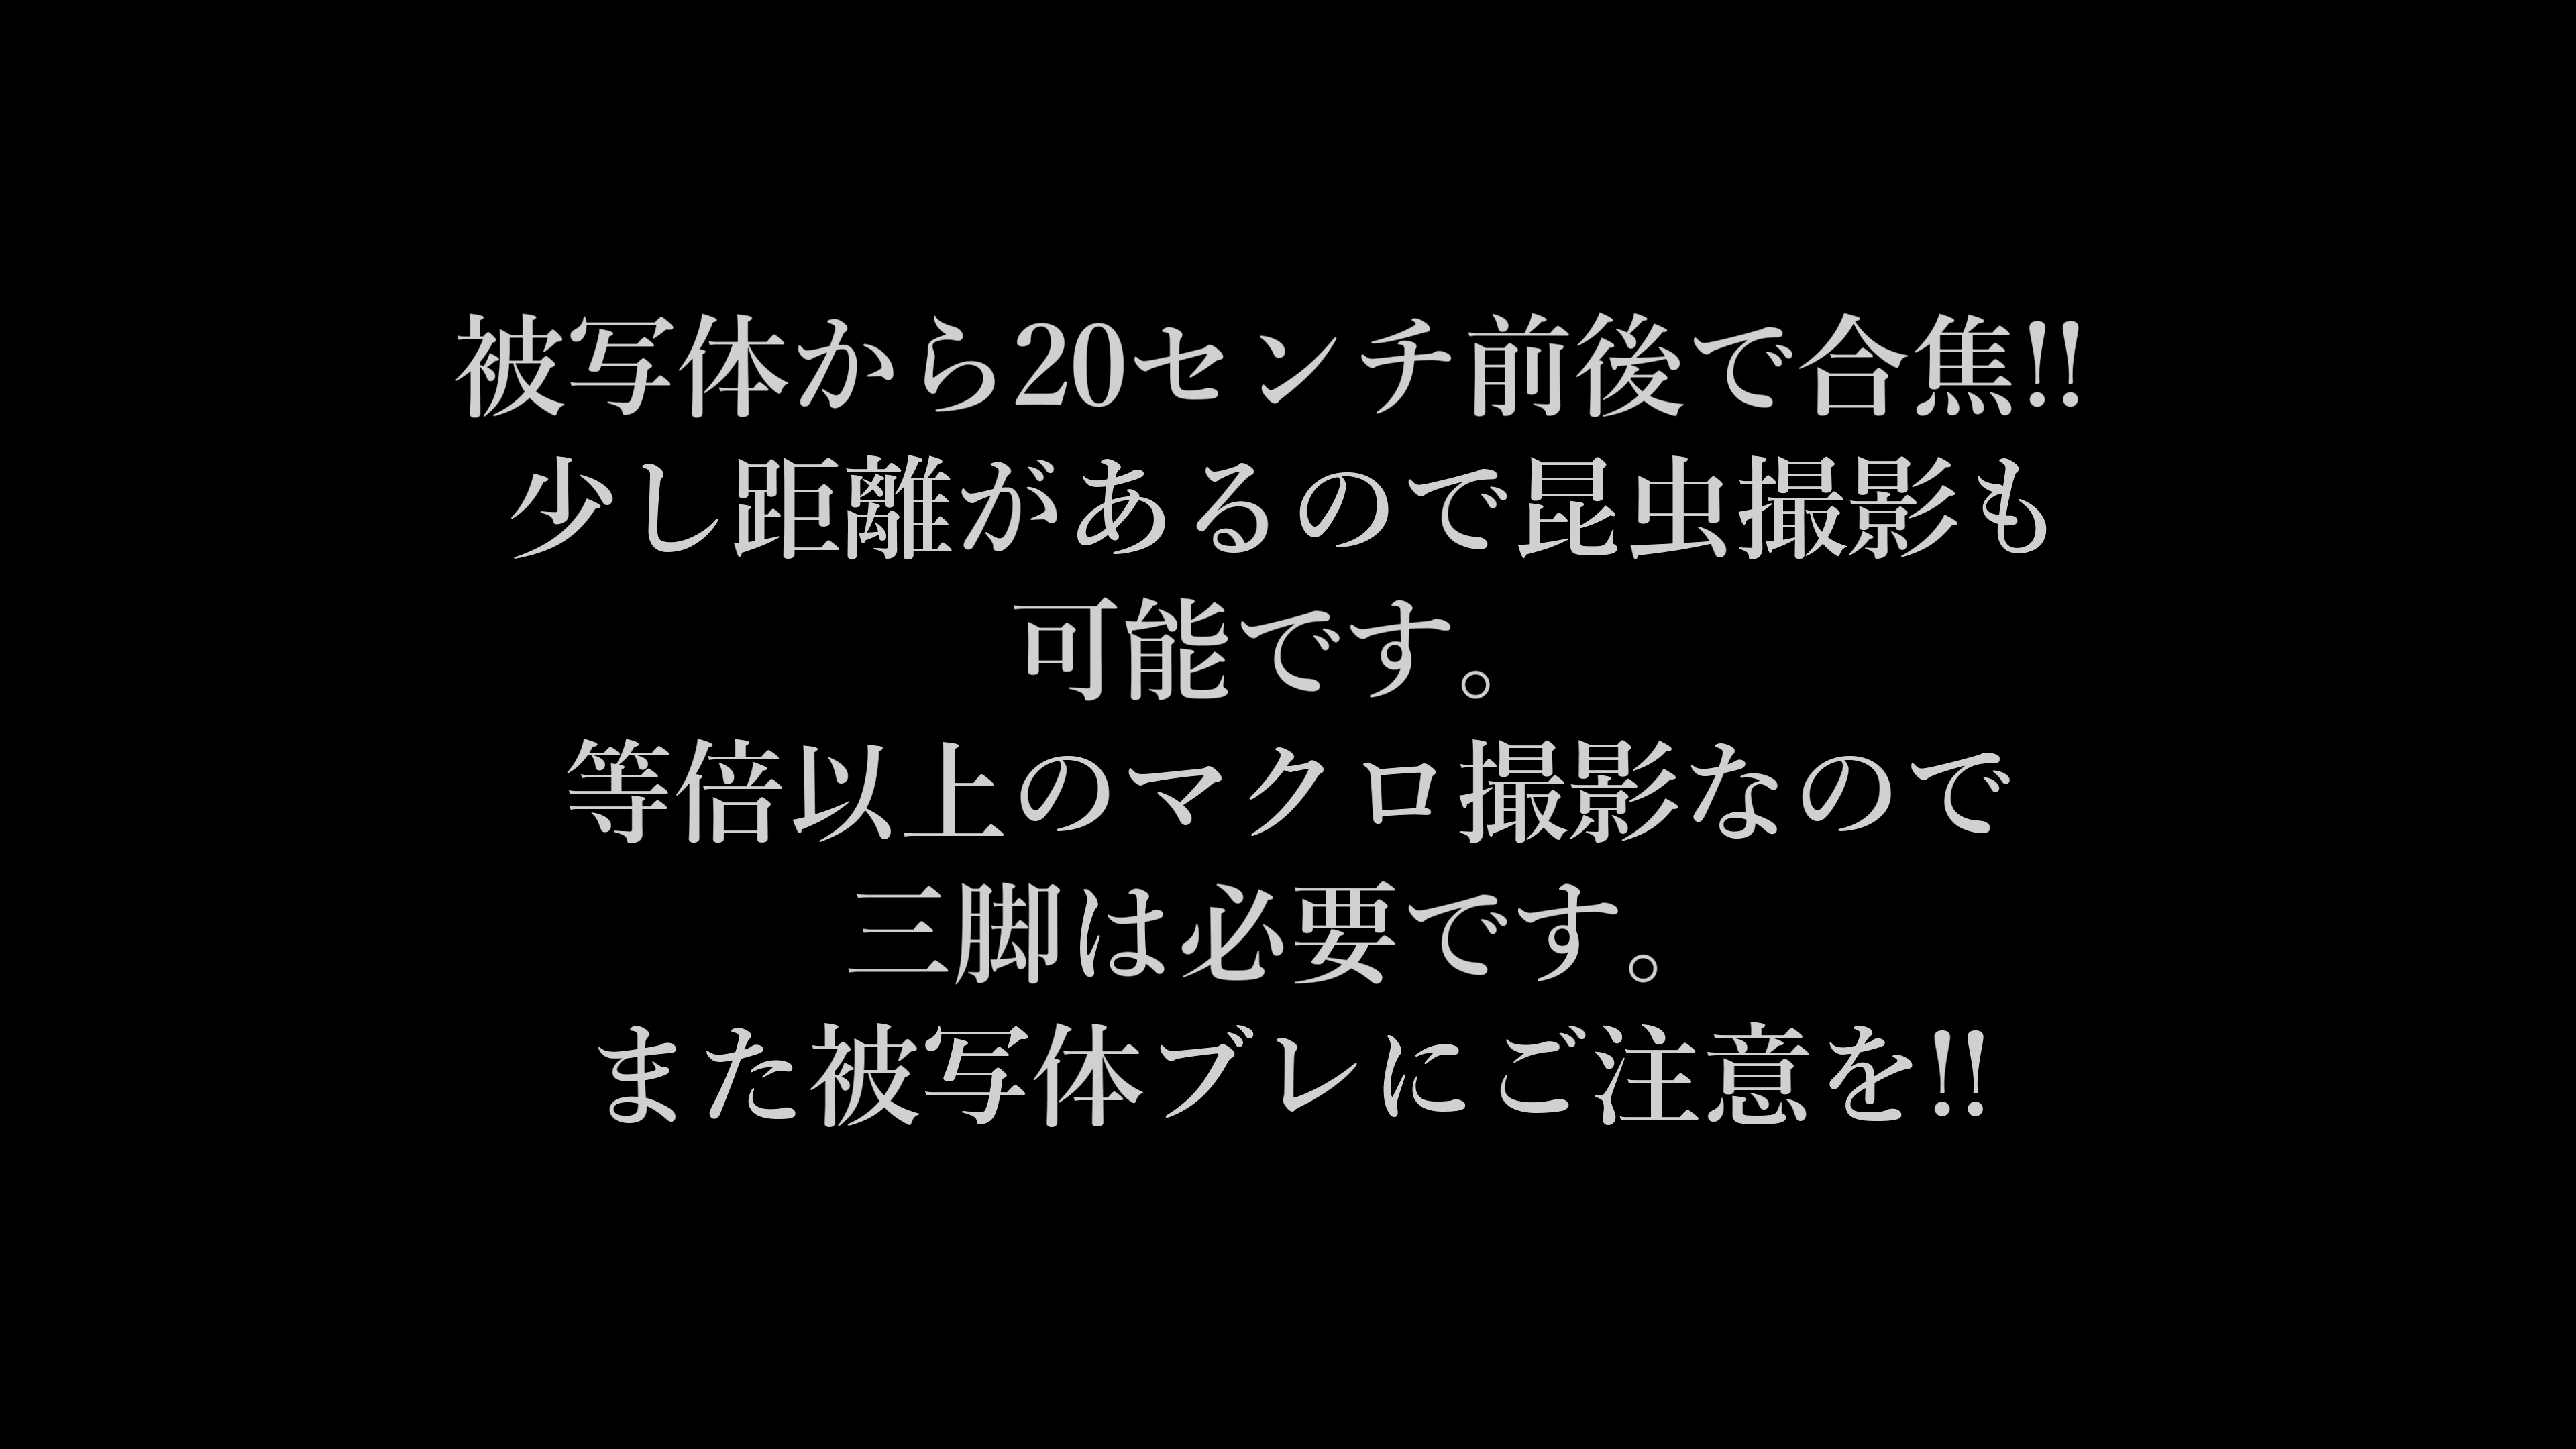 被写体から20センチ前後で合焦!!
少し距離があるので昆虫撮影も
可能です。
等倍以上のマクロ撮影なので
三脚は必要です。
また被写体ブレにご注意を!!